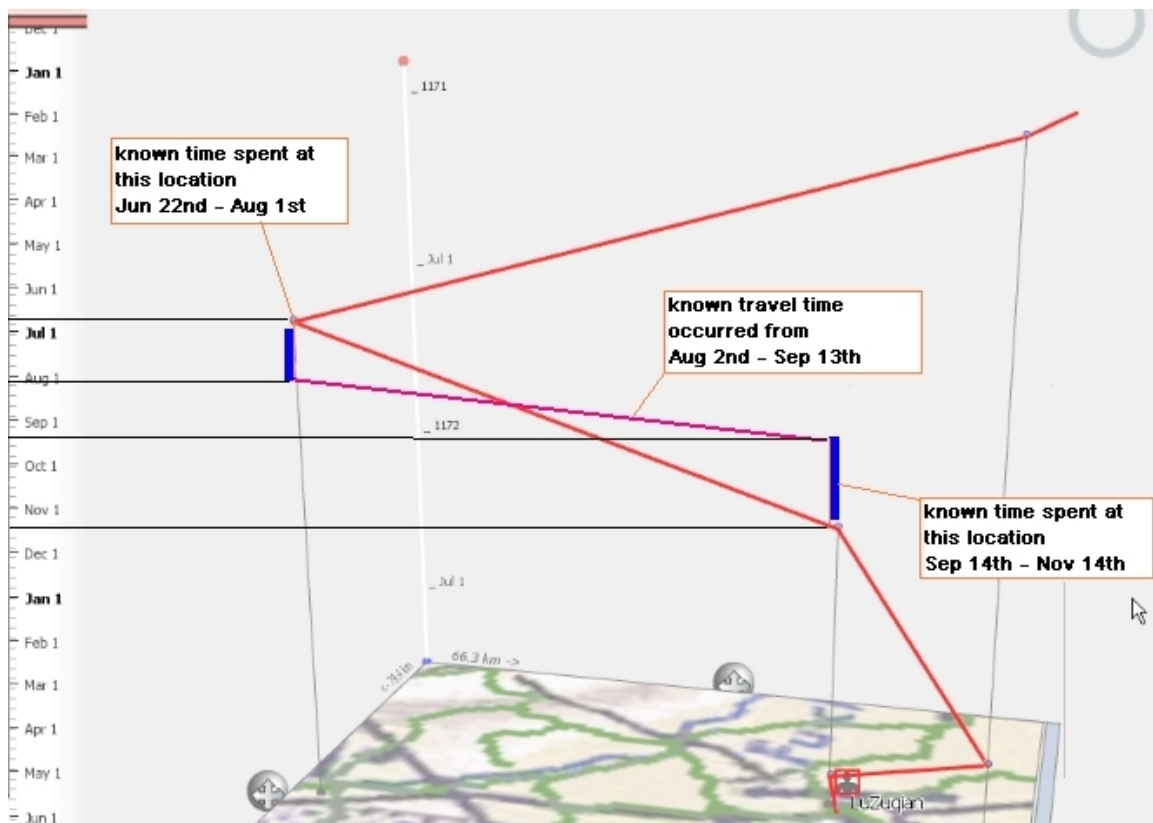 Dec 1
Jan 1
Feb 1
Mar 1
Apr 1
May 1
Jun 1
Jul 1
Aug 1
Sep 1
Oct 1
Nov 1
Dec 1
Jan 1
Feb 1
Mar 1
Apr 1
May 1
Jun 1
_ 1171
_ Jul 1
_ 1172
_ Jul 1
known time spent at
this location
Jun 22nd - Aug 1st
known travel time
occurred from
Aug 2nd - Sep 13th
known time spent at
this location
Sep 14th - Nov 14th
66.3 km ->
LuZuqian